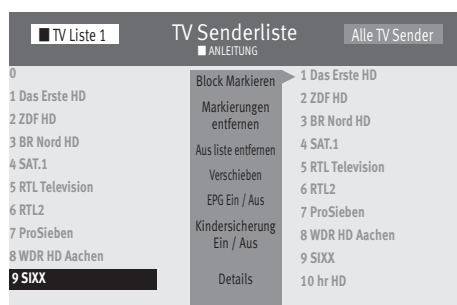 TV Liste 1
TV Senderliste
ANLEITUNG
Alle TV Sender
0
1 Das Erste HD
2 ZDF HD
3 BR Nord HD
4 SAT.1
5 RTL Television
6 RTL2
7 ProSieben
8 WDR HD Aachen
9 SIXX
Block Markieren
Markierungen
entfernen
Aus liste entfernen
Verschieben
EPG Ein / Aus
Kindersicherung
Ein / Aus
Details
1 Das Erste HD
2 ZDF HD
3 BR Nord HD
4 SAT.1
5 RTL Television
6 RTL2
7 ProSieben
8 WDR HD Aachen
9 SIXX
10 hr HD